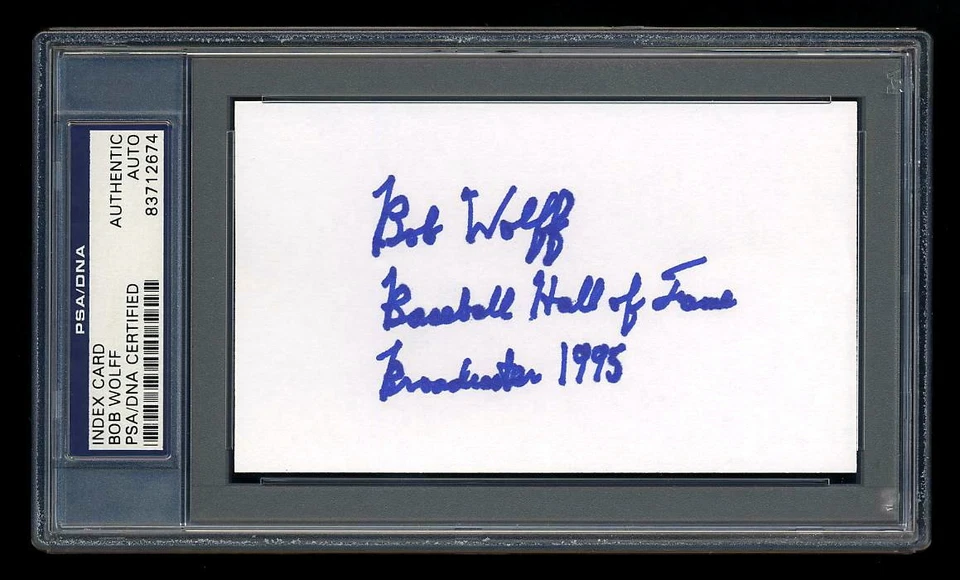 PSA/DNA
INDEX CARD
BOB WOLFF
PSA/DNA CERTIFIED
AUTHENTIC
AUTO
83712674
Bob Wolff
Baseball Hall of Fame
Broadcaster 1995